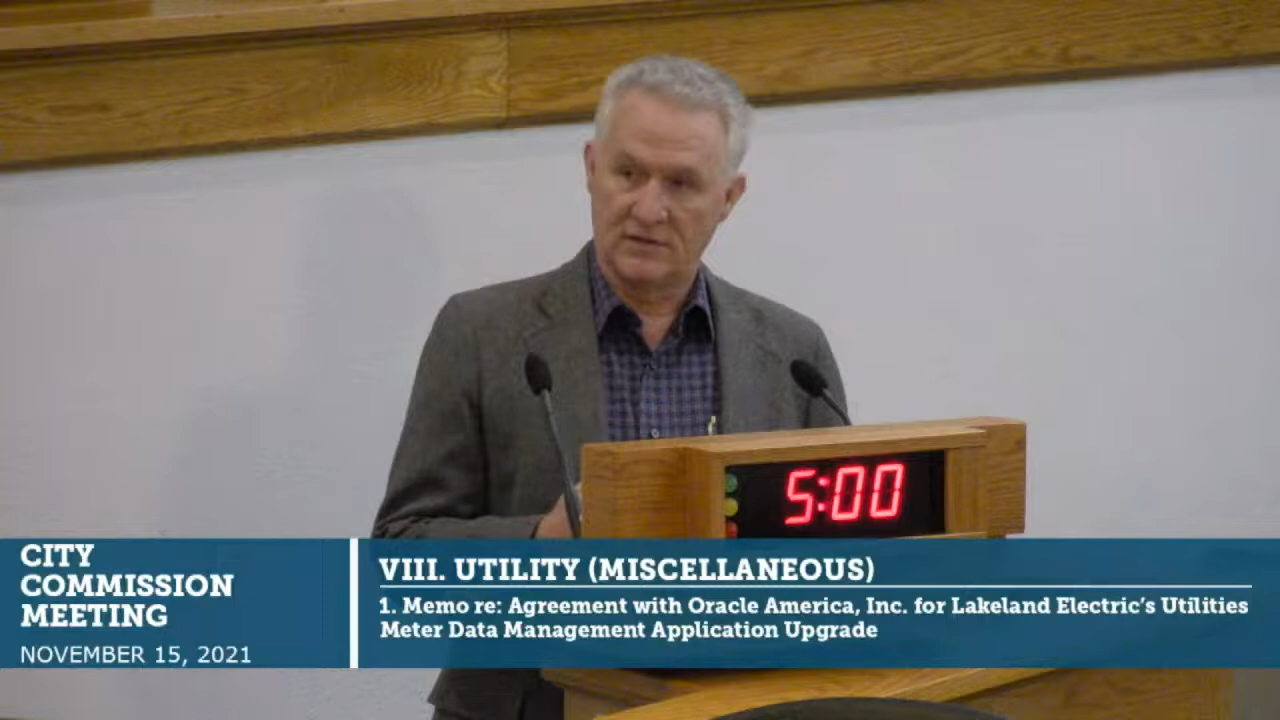 5:00
CITY
COMMISSION
MEETING
NOVEMBER 15, 2021
VIII. UTILITY (MISCELLANEOUS)
1. Memo re: Agreement with Oracle America, Inc. for Lakeland Electric's Utilities
Meter Data Management Application Upgrade